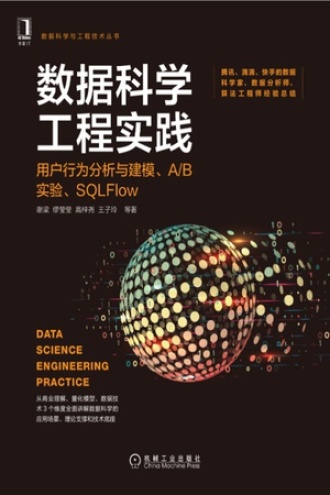 数据科学与工程技术丛书
数据科学
工程实践
用户行为分析与建模、A/B
实验、SQLFlow
谢梁 缪莹莹 高梓尧 王子玲 等著
腾讯、滴滴、快手的数据
科学家、数据分析师、
算法工程师经验总结
DATA
SCIENCE
ENGINEERING
PRACTICE
从商业理解、量化模型、数据技
术3个维度全面讲解数据科学的
应用场景、理论支撑和技术底座
机械工业出版社
China Machine Press